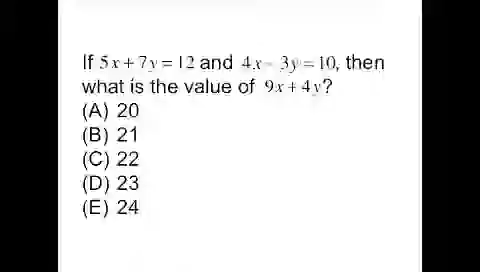 If 5x + 7y = 12 and 4x - 3y = 10, then
what is the value of 9x + 4y?
(A) 20
(B) 21
(C) 22
(D) 23
(E) 24